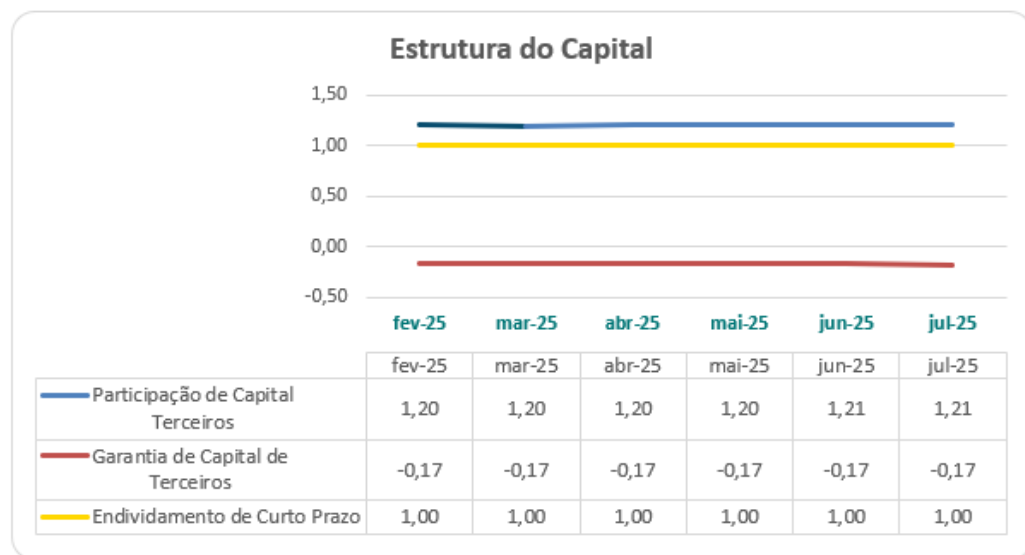 Estrutura do Capital
1,50
1,00
0,50
0,00
-0,50
fev-25 mar-25 abr-25 mai-25 jun-25 jul-25
fev-25 mar-25 abr-25 mai-25 jun-25 jul-25
Participação de Capital
Terceiros
1,20 1,20 1,20 1,20 1,21 1,21
Garantia de Capital de
Terceiros
-0,17 -0,17 -0,17 -0,17 -0,17 -0,17
Endividamento de Curto Prazo 1,00 1,00 1,00 1,00 1,00 1,00